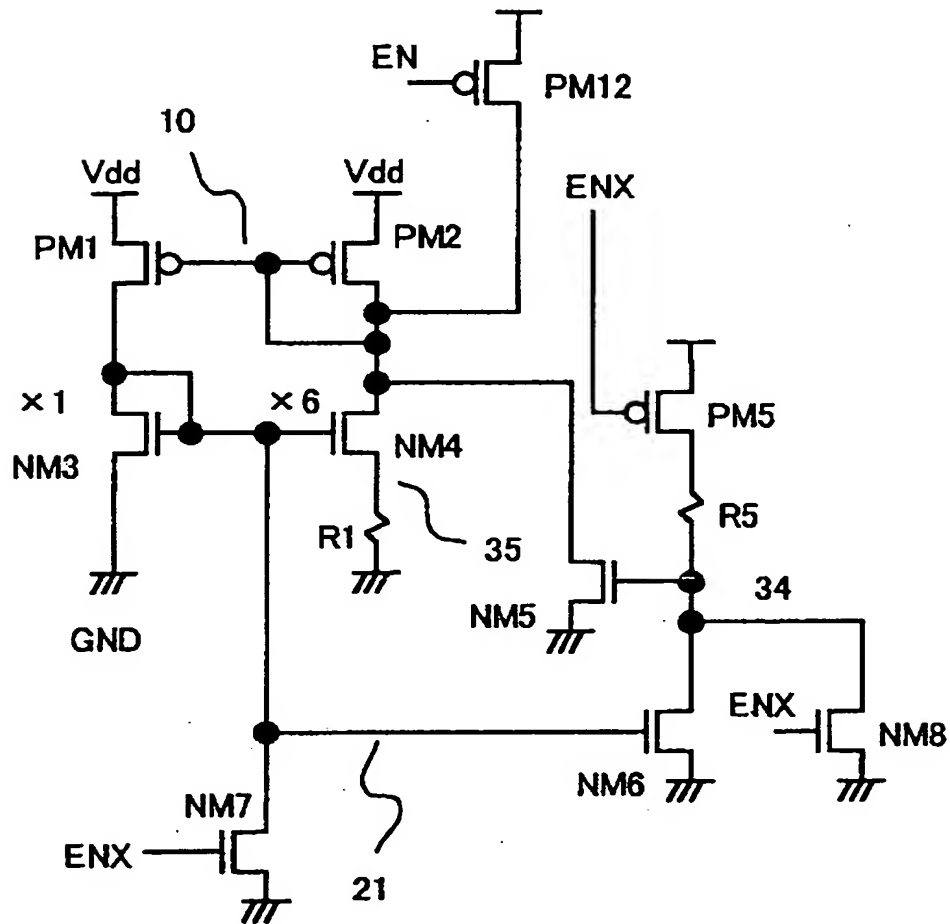 EN
PM12
10
Vdd
Vdd
ENX
PM1
PM2
×1
×6
PM5
NM3
NM4
R1
35
R5
NM5
34
GND
ENX
NM8
NM6
NM7
ENX
21